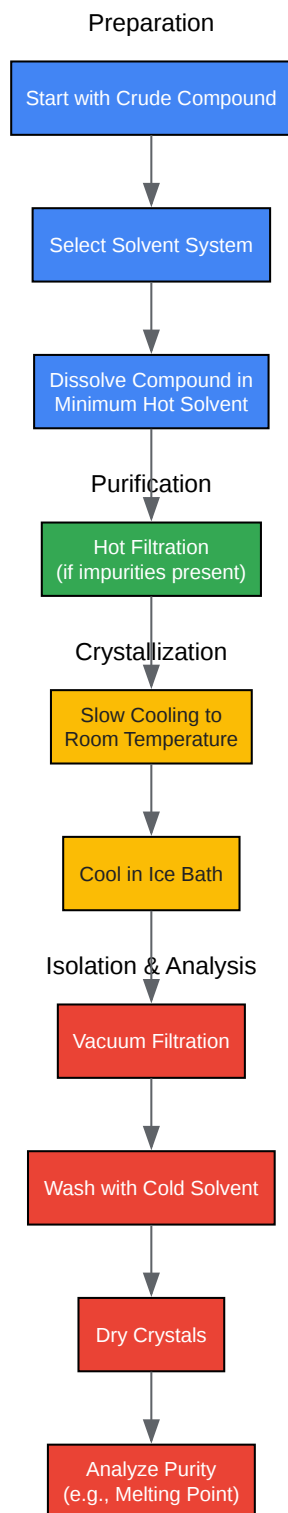 Preparation
Start with Crude Compound
Select Solvent System
Dissolve Compound in
Minimum Hot Solvent
Purification
Hot Filtration
(if impurities present)
Crystallization
Slow Cooling to
Room Temperature
Cool in Ice Bath
Isolation & Analysis
Vacuum Filtration
Wash with Cold Solvent
Dry Crystals
Analyze Purity
(e.g., Melting Point)